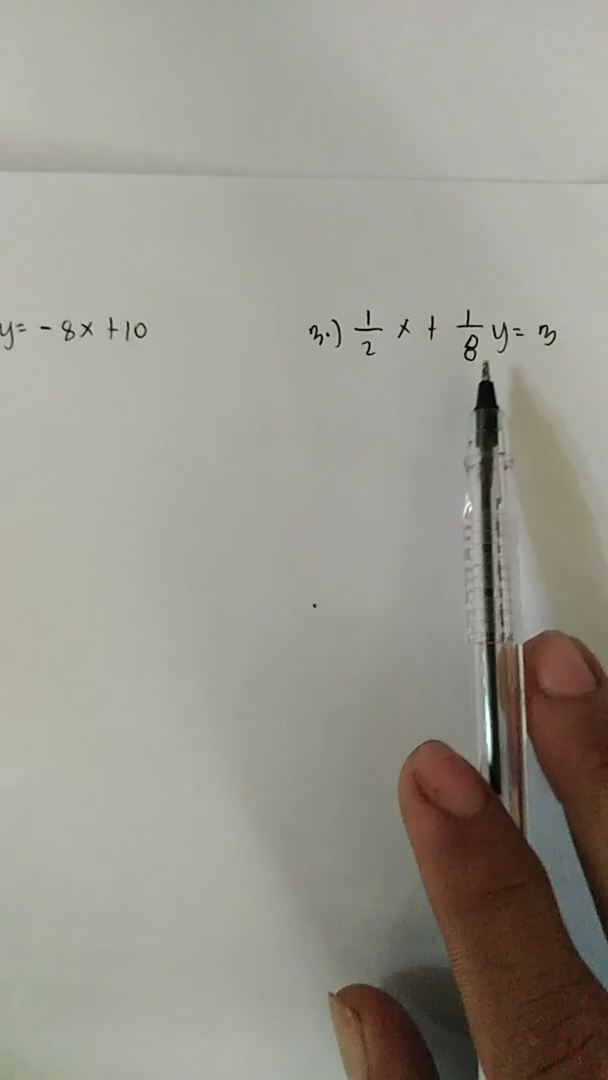 y= - 8x +10
3.) 1/2 x + 1/8 y= 3